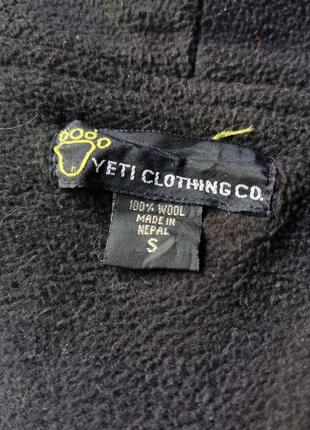 YETI CLOTHING CO.
100% WOOL
MADE IN
NEPAL
S